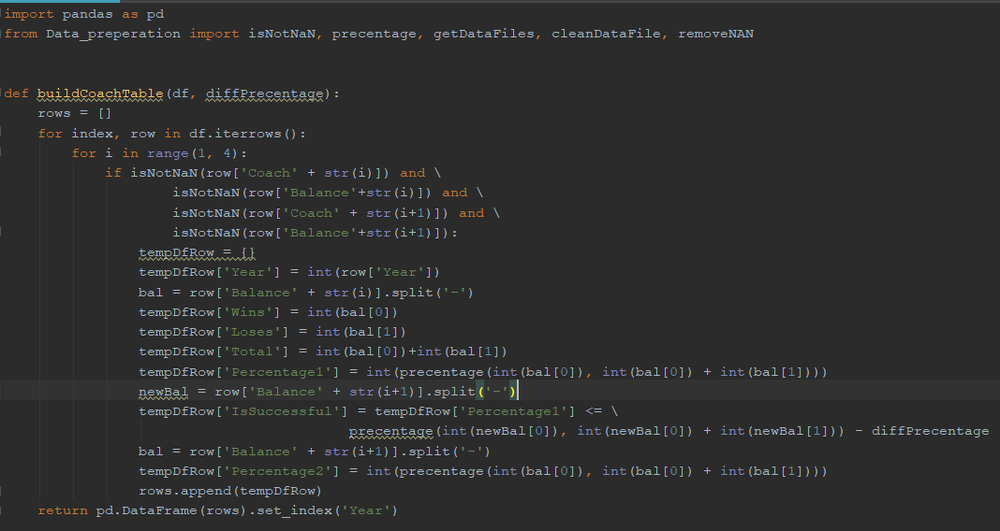 import pandas as pd
from Data_preperation import isNotNaN, precentage, getDataFiles, cleanDataFile, removeNAN
def buildCoachTable(df, diffPrecentage):
    rows = []
    for index, row in df.iterrows():
        for i in range(1, 4):
            if isNotNaN(row['Coach' + str(i)]) and \
                    isNotNaN(row['Balance'+str(i)]) and \
                    isNotNaN(row['Coach' + str(i+1)]) and \
                    isNotNaN(row['Balance'+str(i+1)]):
                tempDfRow = {}
                tempDfRow['Year'] = int(row['Year'])
                bal = row['Balance' + str(i)].split('-')
                tempDfRow['Wins'] = int(bal[0])
                tempDfRow['Loses'] = int(bal[1])
                tempDfRow['Total'] = int(bal[0])+int(bal[1])
                tempDfRow['Percentage1'] = int(precentage(int(bal[0]), int(bal[0]) + int(bal[1])))
                newBal = row['Balance' + str(i+1)].split('-')
                tempDfRow['IsSuccessful'] = tempDfRow['Percentage1'] <= \
                                         precentage(int(newBal[0]), int(newBal[0]) + int(newBal[1])) - diffPrecentage
                bal = row['Balance' + str(i+1)].split('-')
                tempDfRow['Percentage2'] = int(precentage(int(bal[0]), int(bal[0]) + int(bal[1])))
                rows.append(tempDfRow)
    return pd.DataFrame(rows).set_index('Year')